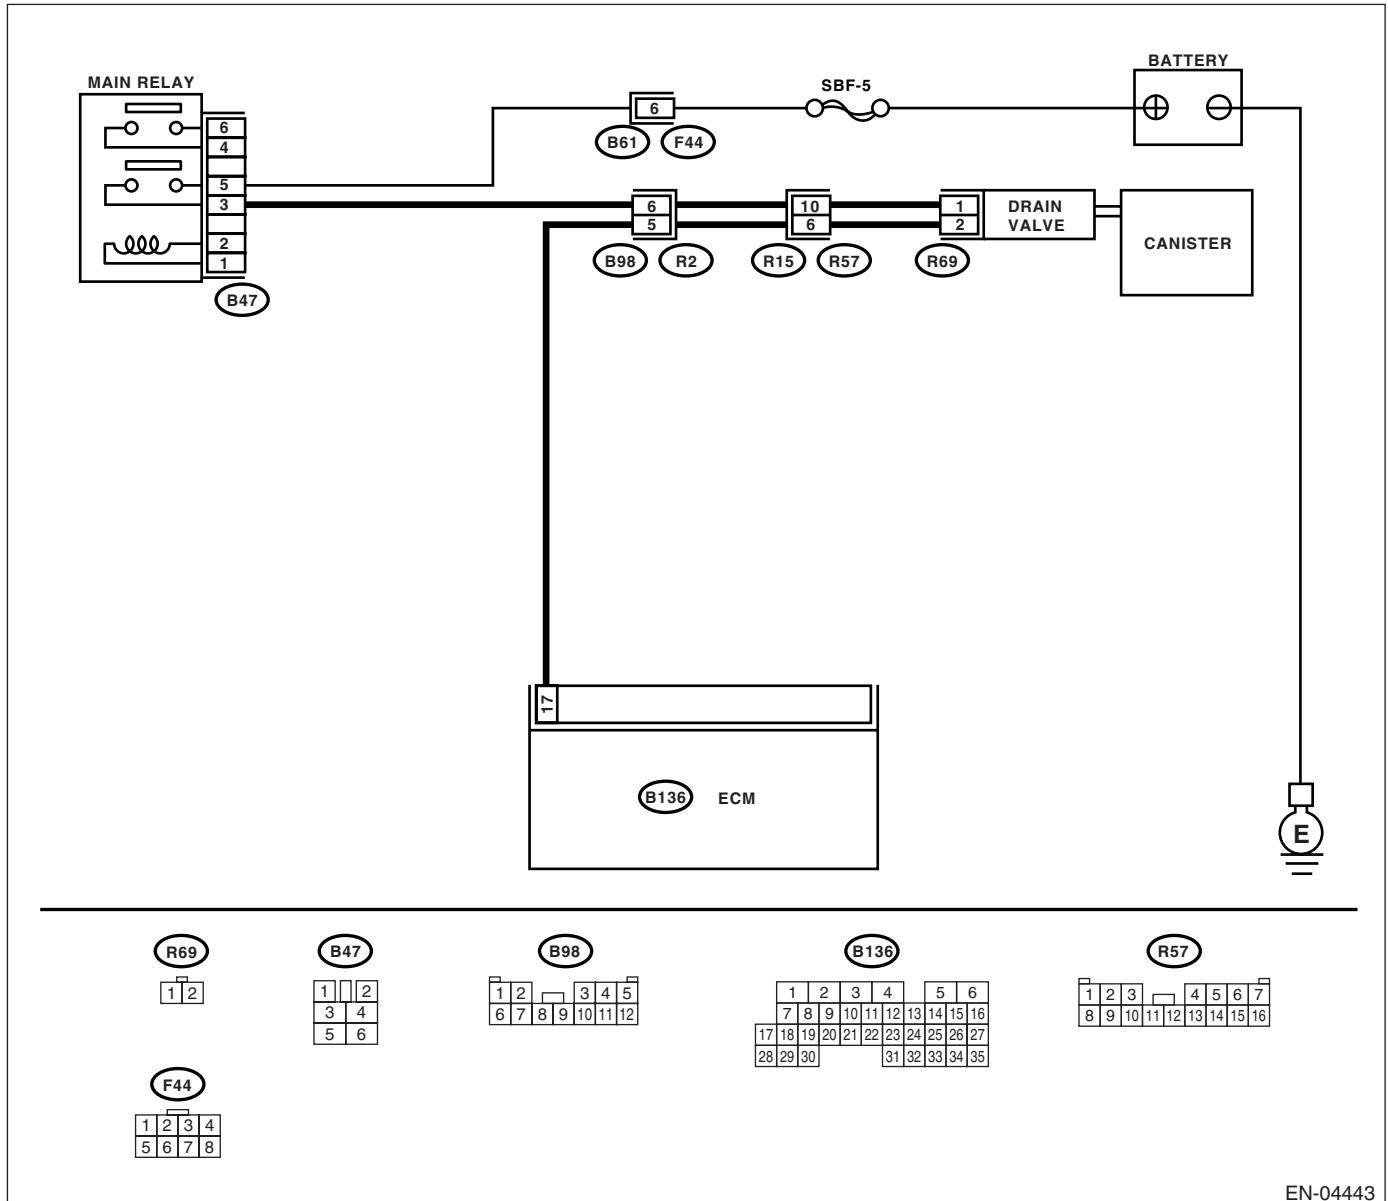 BATTERY
MAIN RELAY
SBF-5
6
B61 F44
6
4
5
3
2
1
B47
6
5
B98 R2
10
6
R15 R57
1
2
R69
DRAIN
VALVE
CANISTER
17
B136 ECM
E
R69
1 2
B47
1 2
3 4
5 6
B98
1 2 3 4 5
6 7 8 9 10 11 12
B136
1 2 3 4 5 6
7 8 9 10 11 12 13 14 15 16
17 18 19 20 21 22 23 24 25 26 27
28 29 30 31 32 33 34 35
R57
1 2 3 4 5 6 7
8 9 10 11 12 13 14 15 16
F44
1 2 3 4
5 6 7 8
EN-04443